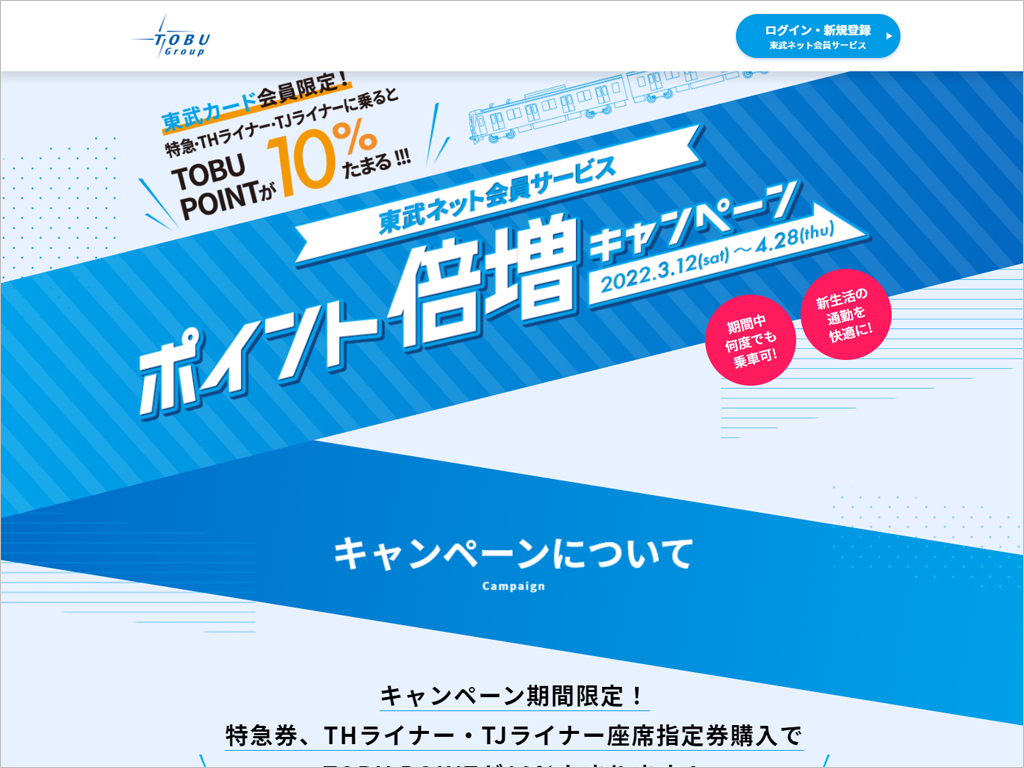 TOBU
Group
ログイン・新規登録
東武ネット会員サービス
東武カード会員限定！
特急・THライナー・TJライナーに乗ると
TOBU
POINTが
10%
たまる!!!
東武ネット会員サービス
ポイント倍増キャンペーン
2022.3.12(sat)～4.28(thu)
期間中
何度でも
乗車可!
新生活の
通勤を
快適に!
キャンペーンについて
Campaign
キャンペーン期間限定！
特急券、THライナー・TJライナー座席指定券購入で